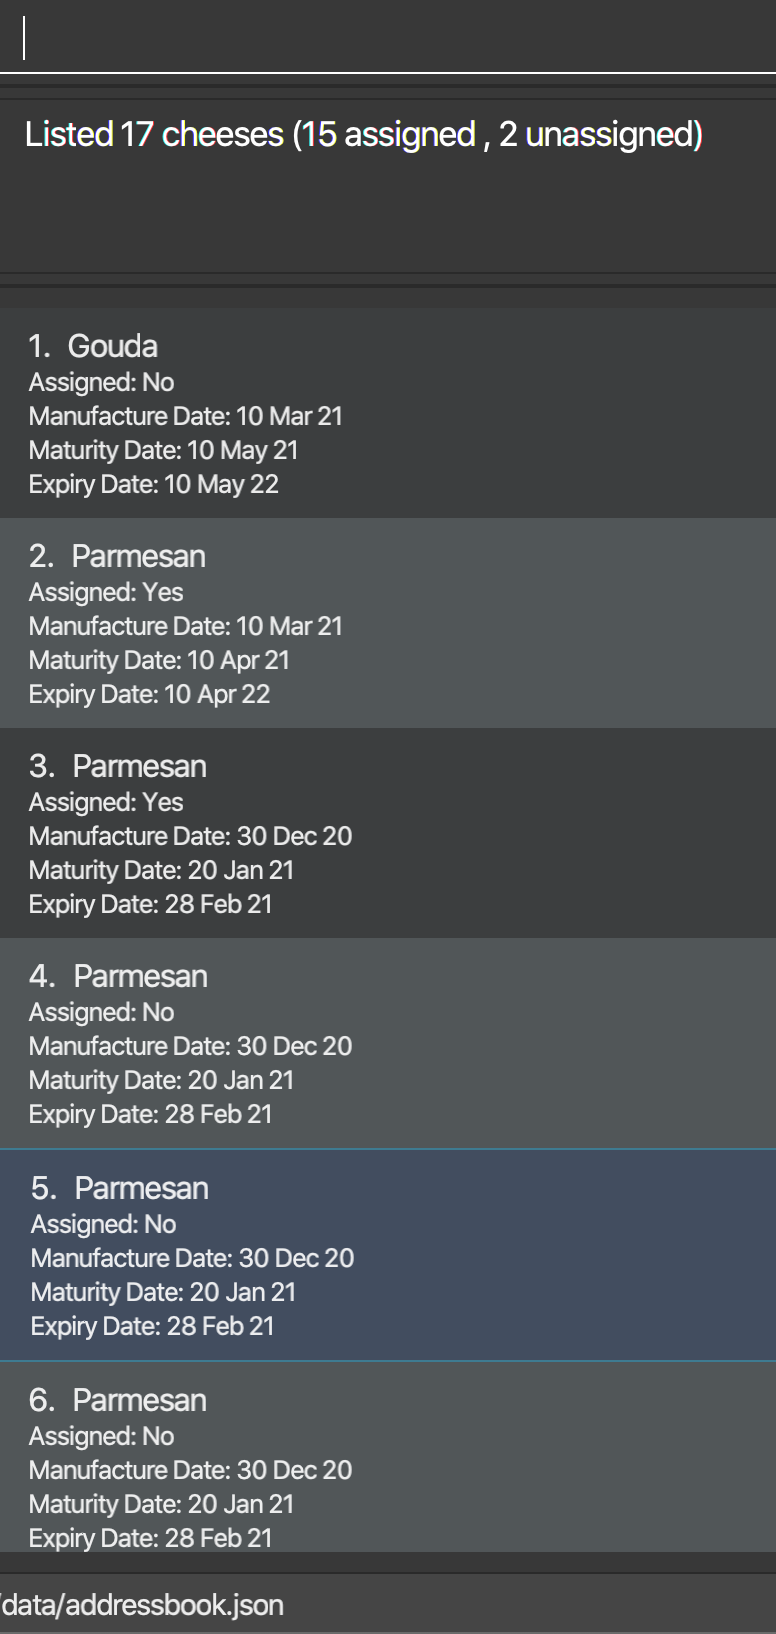 Listed 17 cheeses (15 assigned , 2 unassigned)
1. Gouda
Assigned: No
Manufacture Date: 10 Mar 21
Maturity Date: 10 May 21
Expiry Date: 10 May 22
2. Parmesan
Assigned: Yes
Manufacture Date: 10 Mar 21
Maturity Date: 10 Apr 21
Expiry Date: 10 Apr 22
3. Parmesan
Assigned: Yes
Manufacture Date: 30 Dec 20
Maturity Date: 20 Jan 21
Expiry Date: 28 Feb 21
4. Parmesan
Assigned: No
Manufacture Date: 30 Dec 20
Maturity Date: 20 Jan 21
Expiry Date: 28 Feb 21
5. Parmesan
Assigned: No
Manufacture Date: 30 Dec 20
Maturity Date: 20 Jan 21
Expiry Date: 28 Feb 21
6. Parmesan
Assigned: No
Manufacture Date: 30 Dec 20
Maturity Date: 20 Jan 21
Expiry Date: 28 Feb 21
/data/addressbook.json